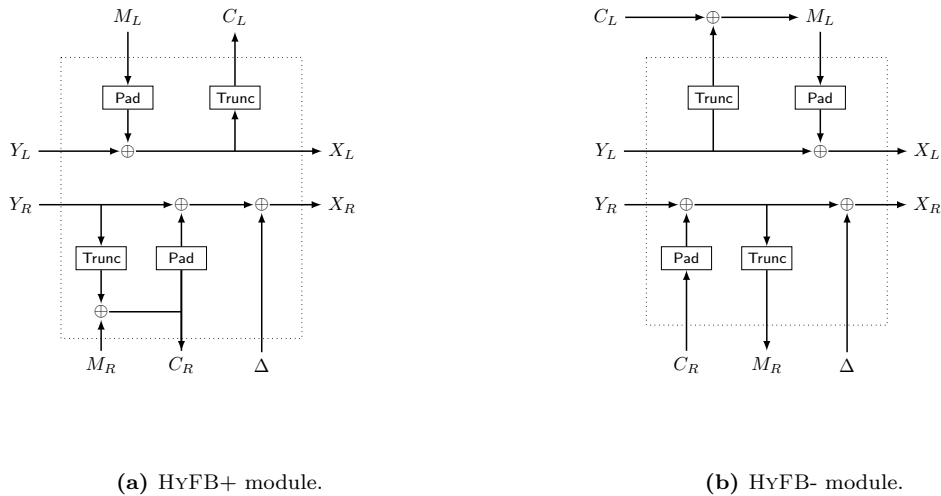 M_L C_L
Pad Trunc
Y_L ⊕ X_L
Y_R ⊕ ⊕ X_R
Trunc Pad
⊕
M_R C_R Δ
(a) HYFB+ module.
C_L ⊕ M_L
Trunc Pad
Y_L ⊕ X_L
Y_R ⊕ ⊕ X_R
Pad Trunc
C_R M_R Δ
(b) HYFB- module.